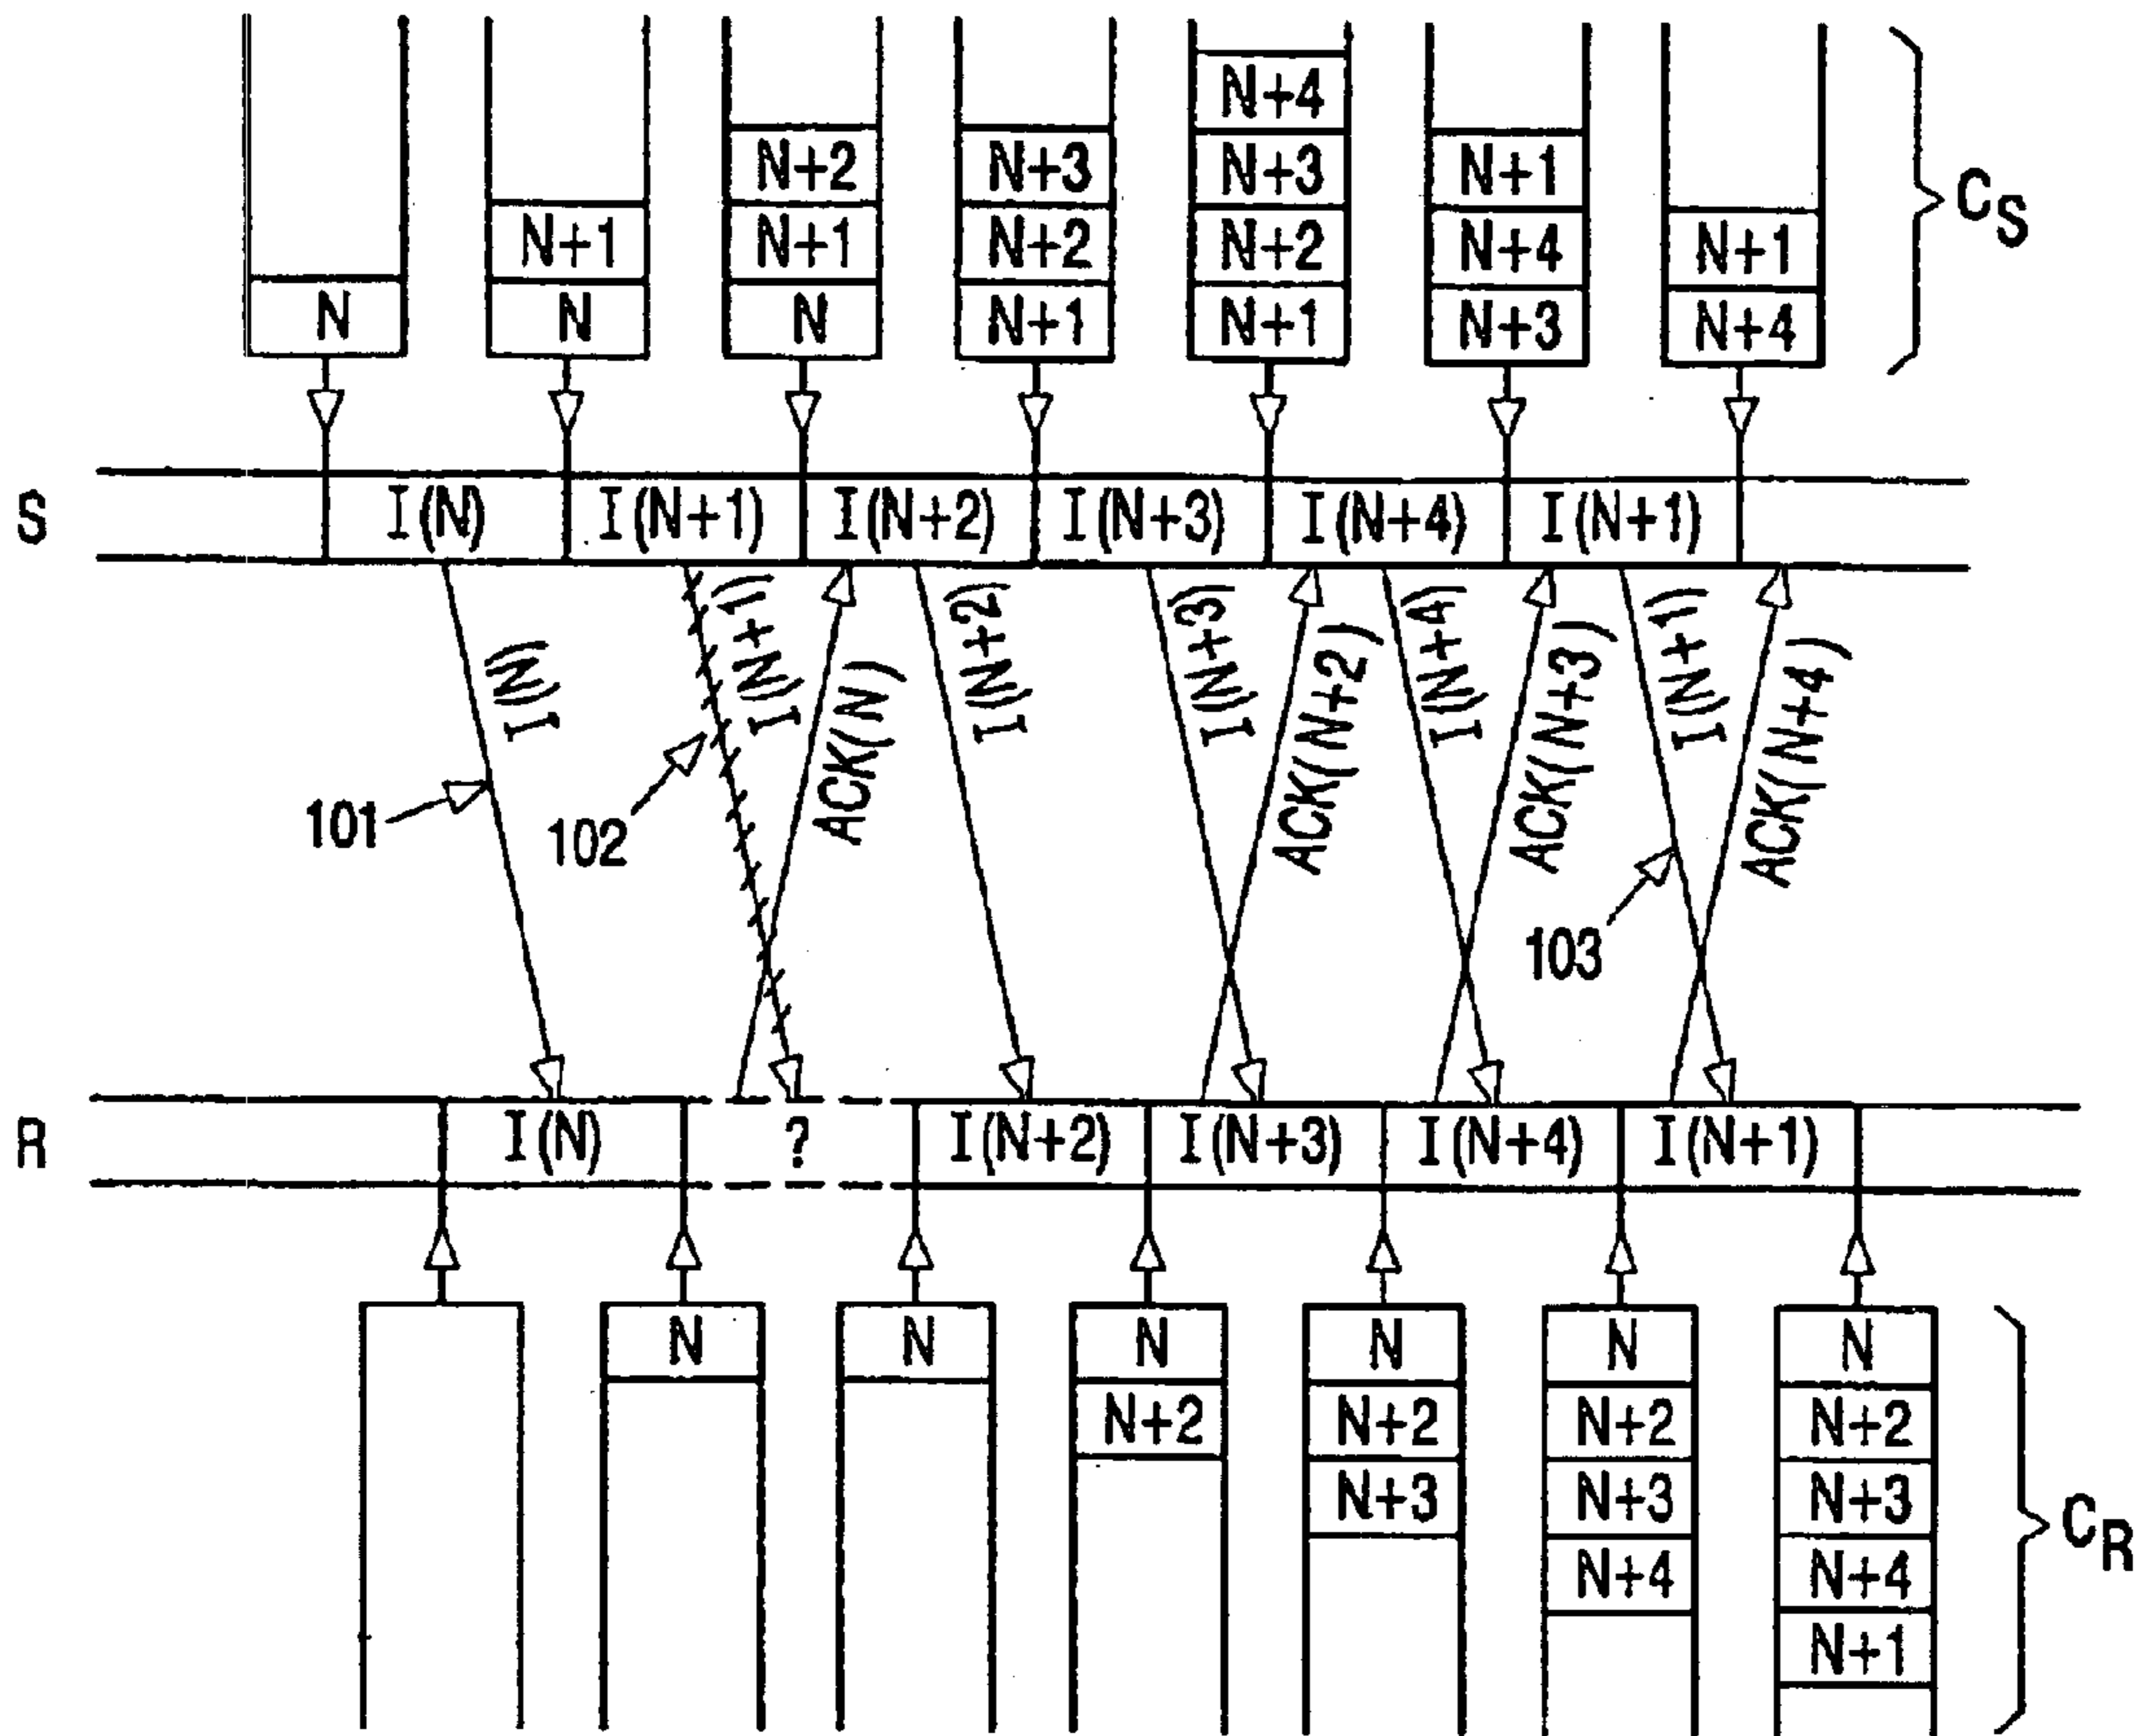 N
N+1
N
N+2
N+1
N
N+3
N+2
N+1
N+4
N+3
N+2
N+1
N+1
N+4
N+3
N+1
N+4
CS
S
I(N)
I(N+1)
I(N+2)
I(N+3)
I(N+4)
I(N+1)
I(N)
I(N+1)
ACK(N)
I(N+2)
I(N+3)
ACK(N+2)
I(N+4)
ACK(N+3)
I(N+1)
ACK(N+4)
101
102
103
R
I(N)
?
I(N+2)
I(N+3)
I(N+4)
I(N+1)
N
N
N
N+2
N
N+2
N+3
N
N+2
N+3
N+4
N
N+2
N+3
N+4
N+1
CR